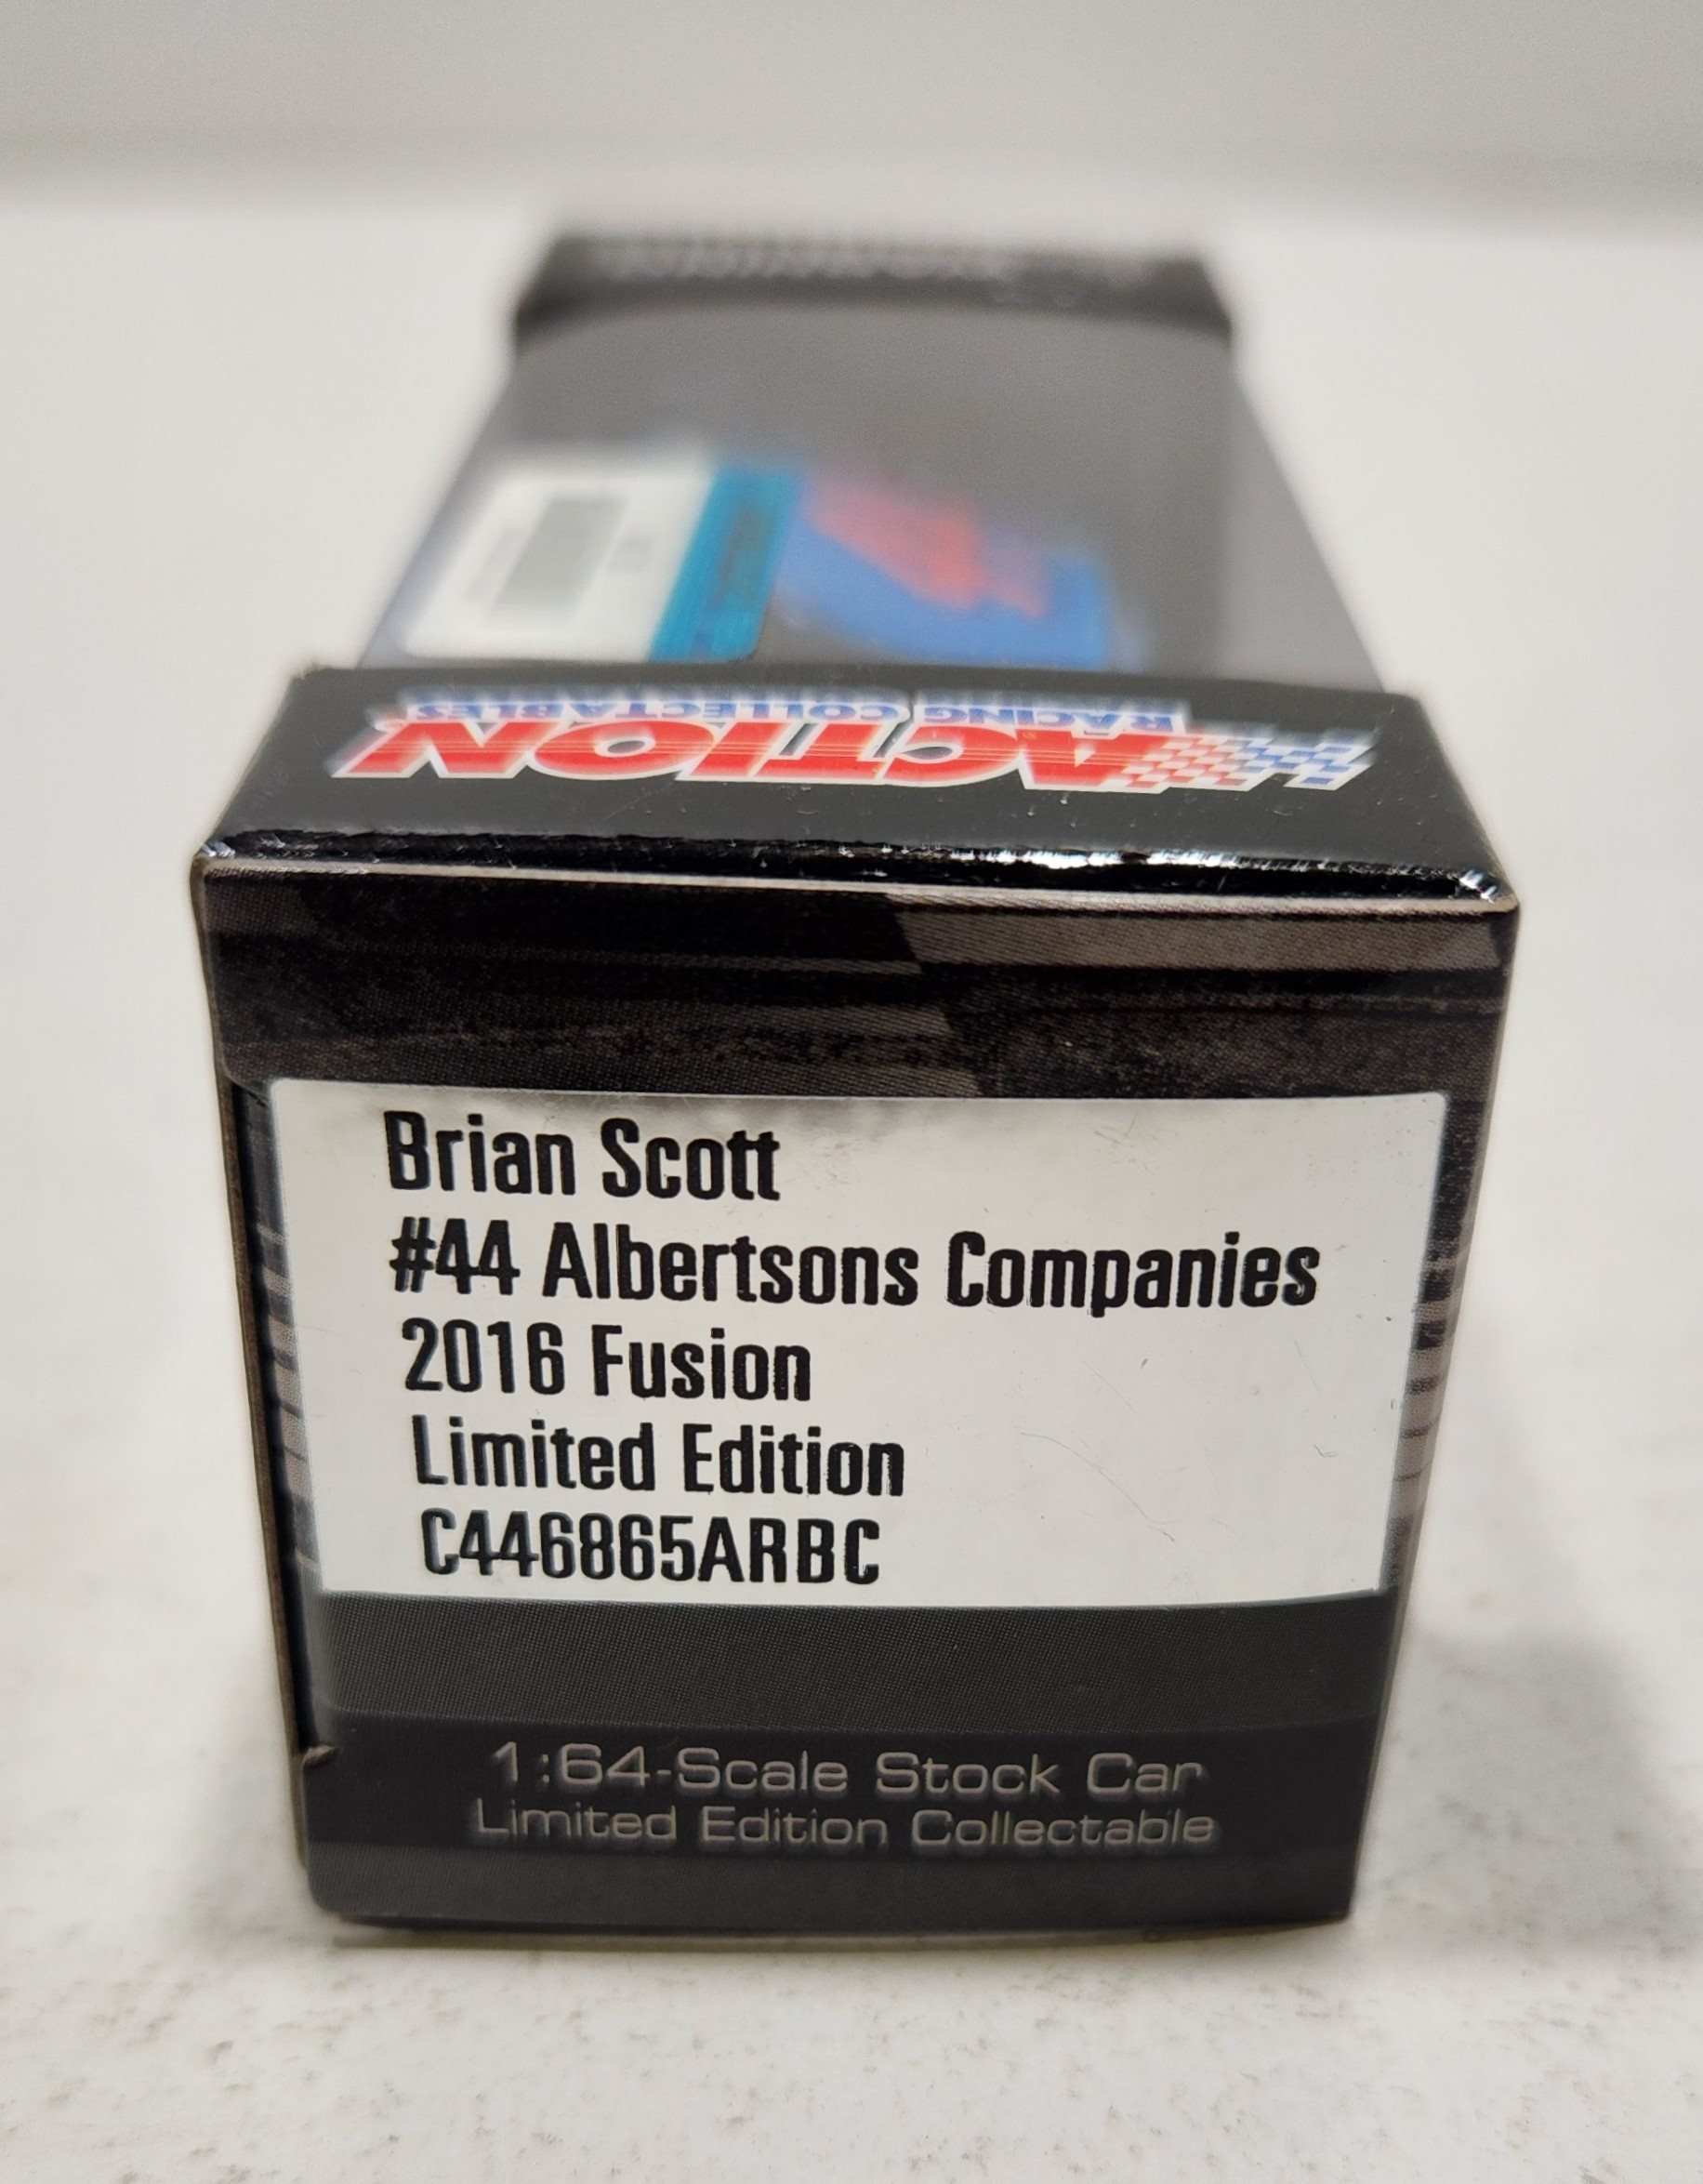 ACTION
RACING COLLECTABLES
Brian Scott
#44 Albertsons Companies
2016 Fusion
Limited Edition
C446865ARBC
1:64-Scale Stock Car
Limited Edition Collectable